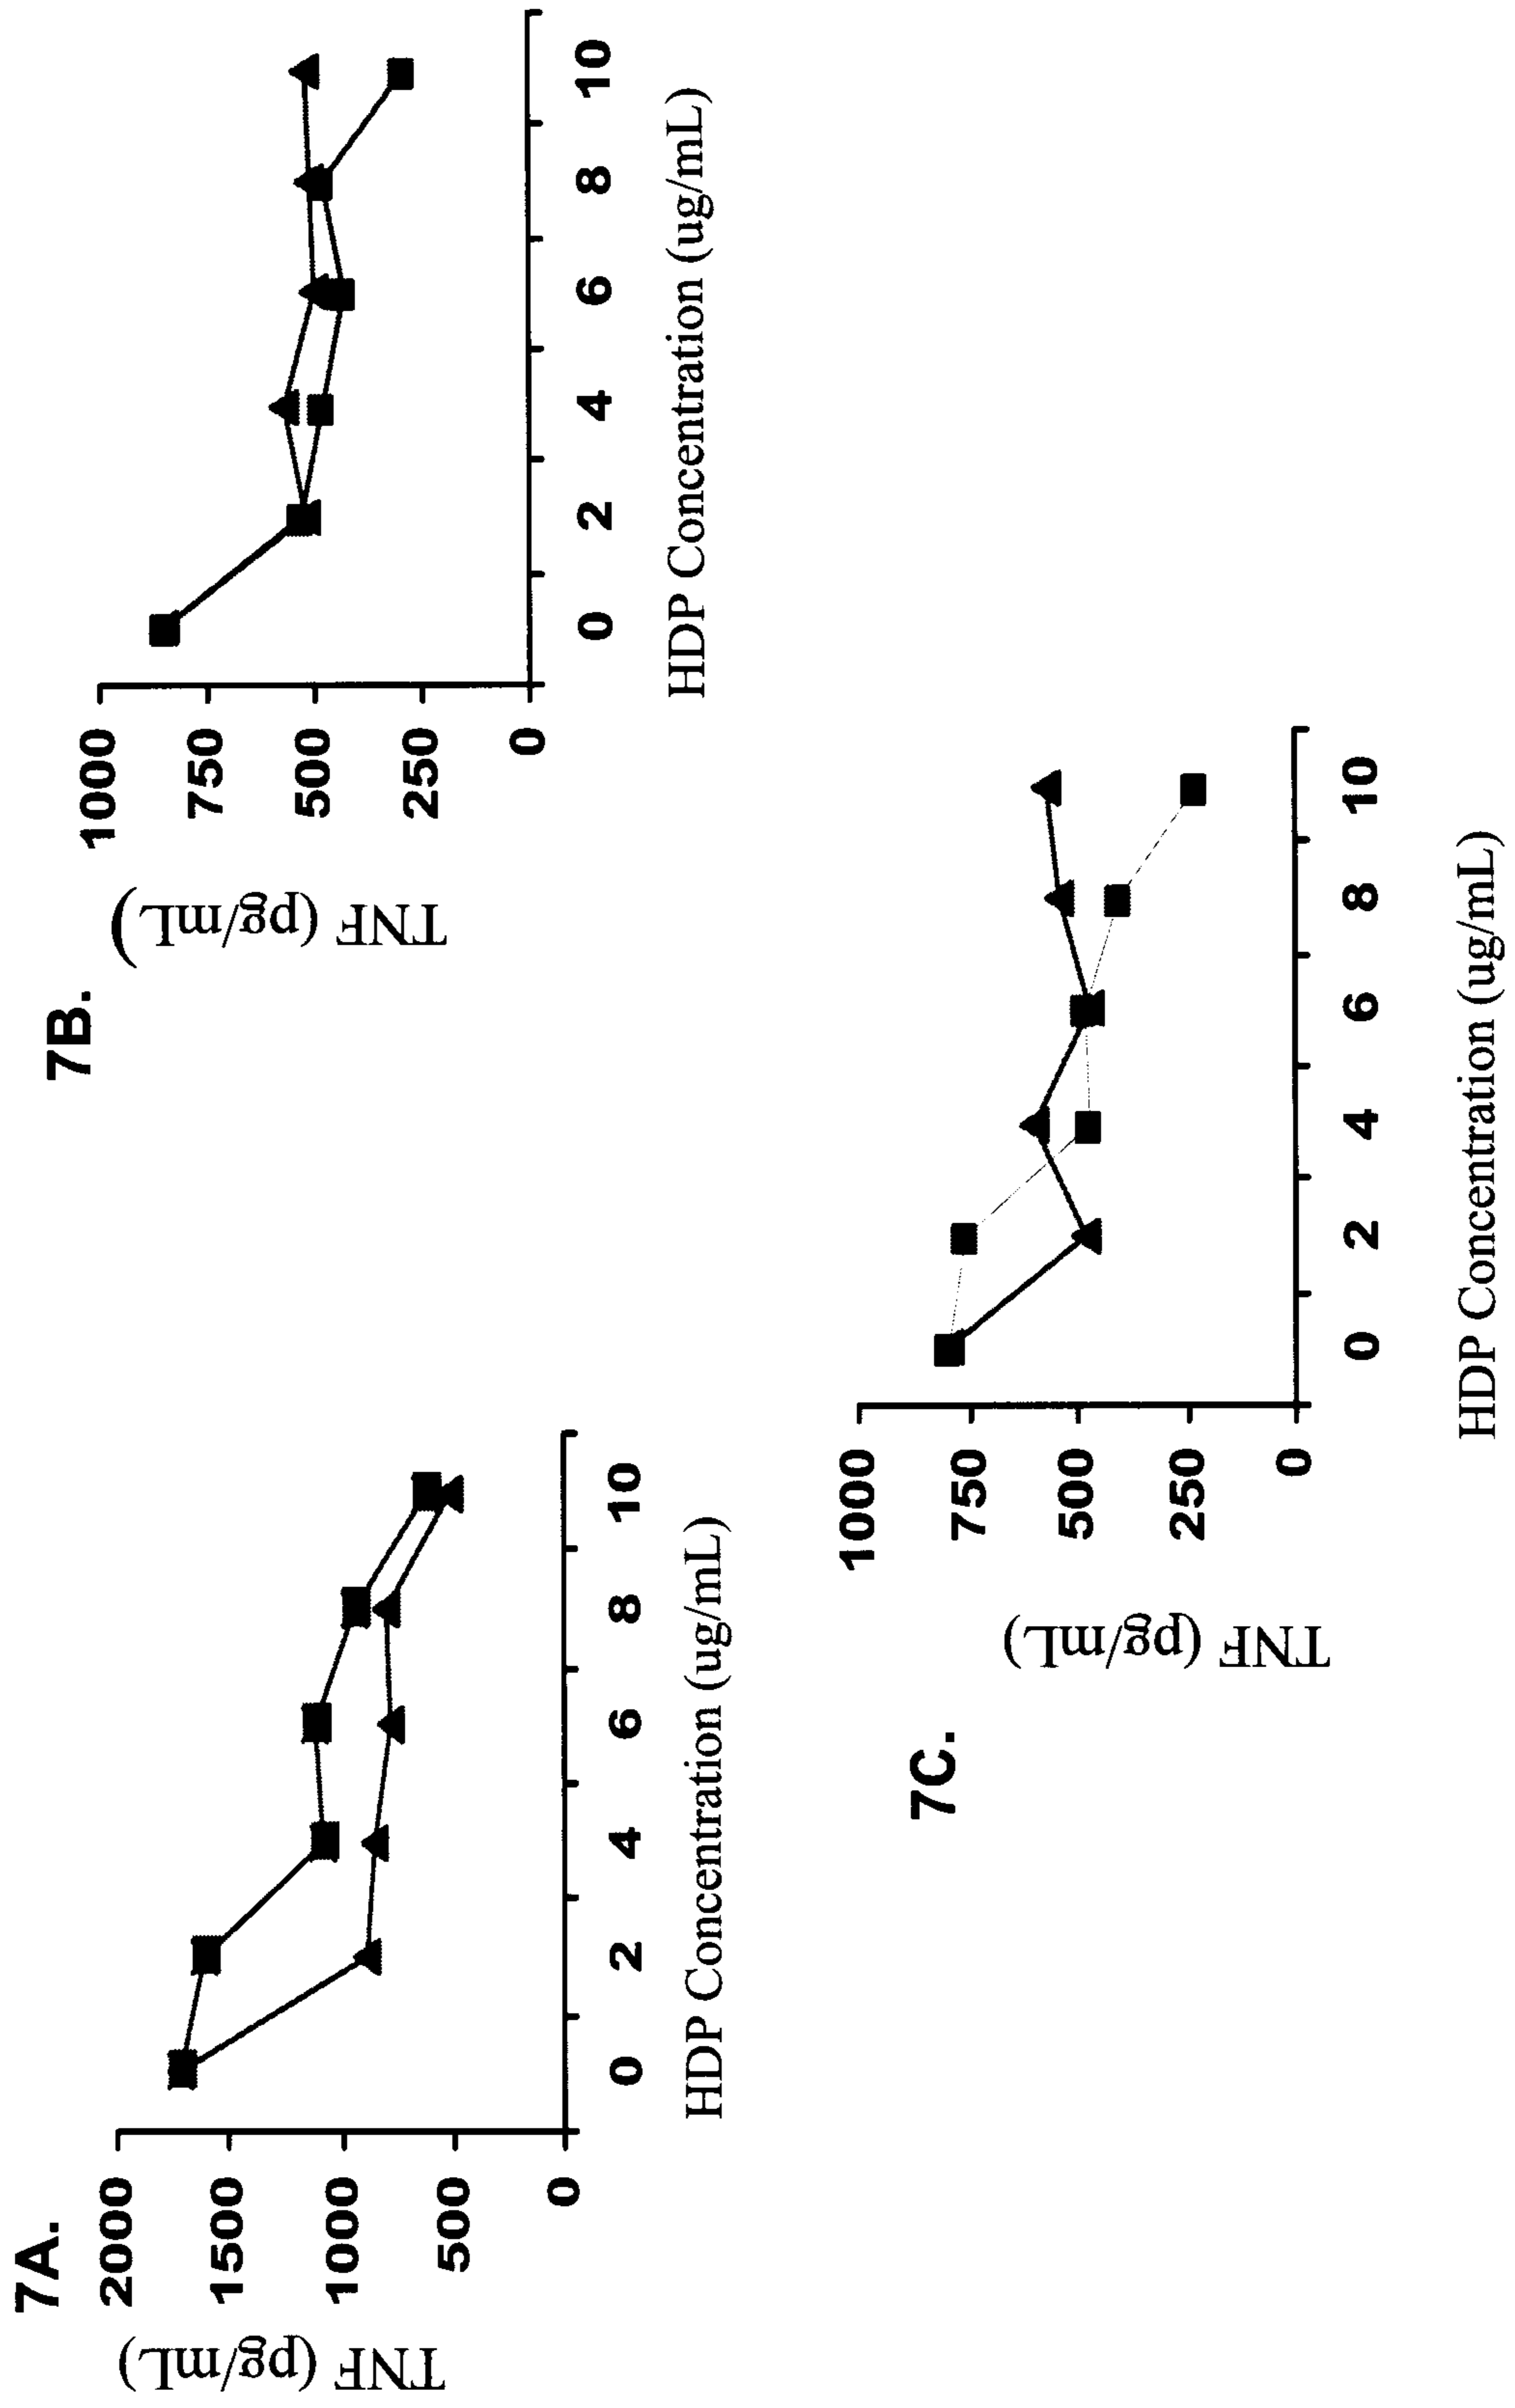 7A.
TNF (pg/mL)
2000
1500
1000
500
0
0 2 4 6 8 10
HDP Concentration (ug/mL)
7B.
TNF (pg/mL)
1000
750
500
250
0
0 2 4 6 8 10
HDP Concentration (ug/mL)
7C.
TNF (pg/mL)
1000
750
500
250
0
0 2 4 6 8 10
HDP Concentration (ug/mL)